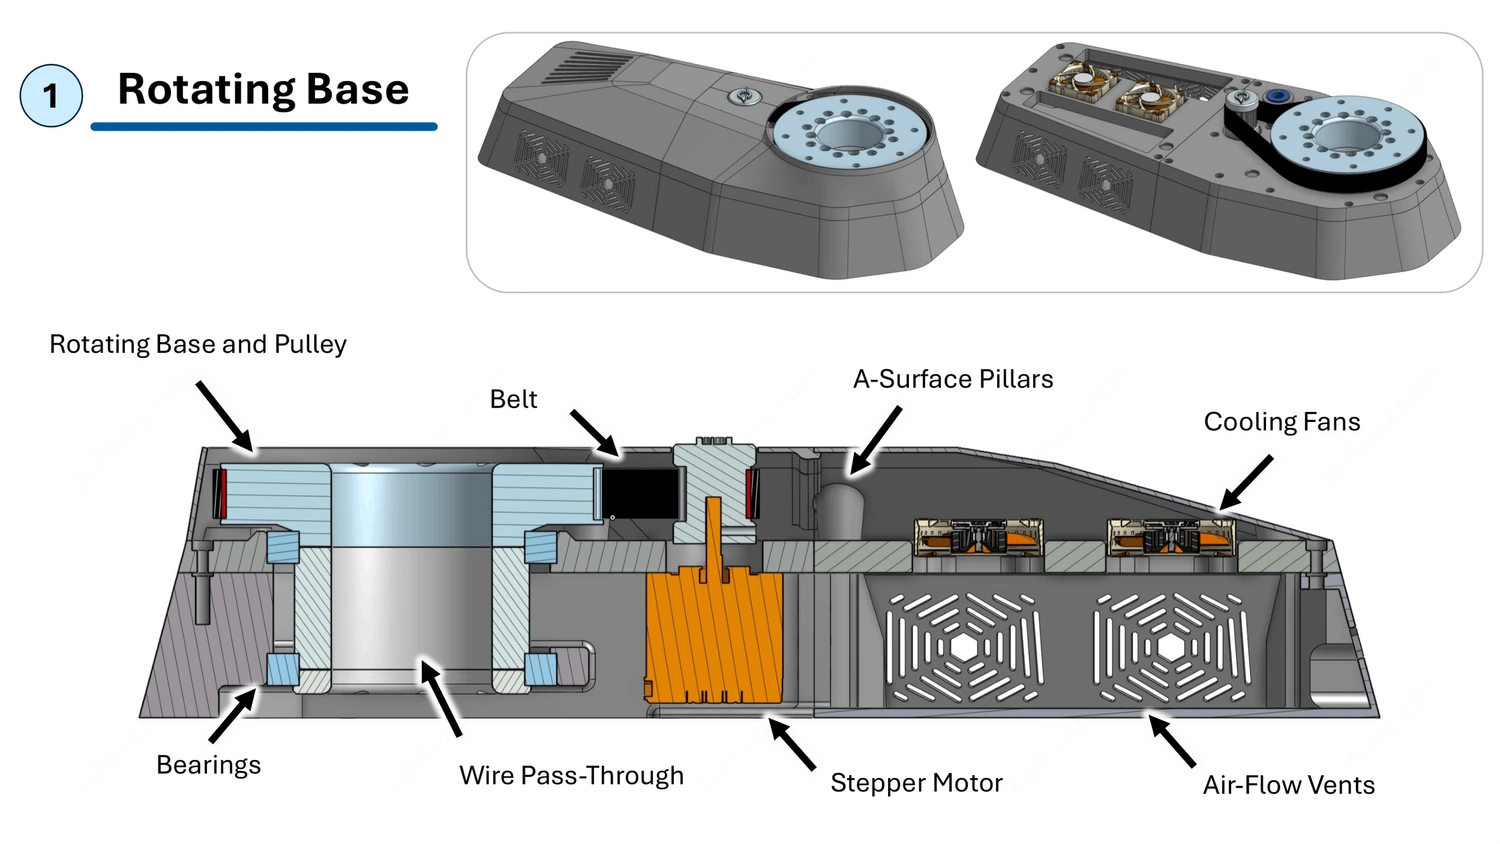 1
Rotating Base
Rotating Base and Pulley
Belt
A-Surface Pillars
Cooling Fans
Bearings
Wire Pass-Through
Stepper Motor
Air-Flow Vents